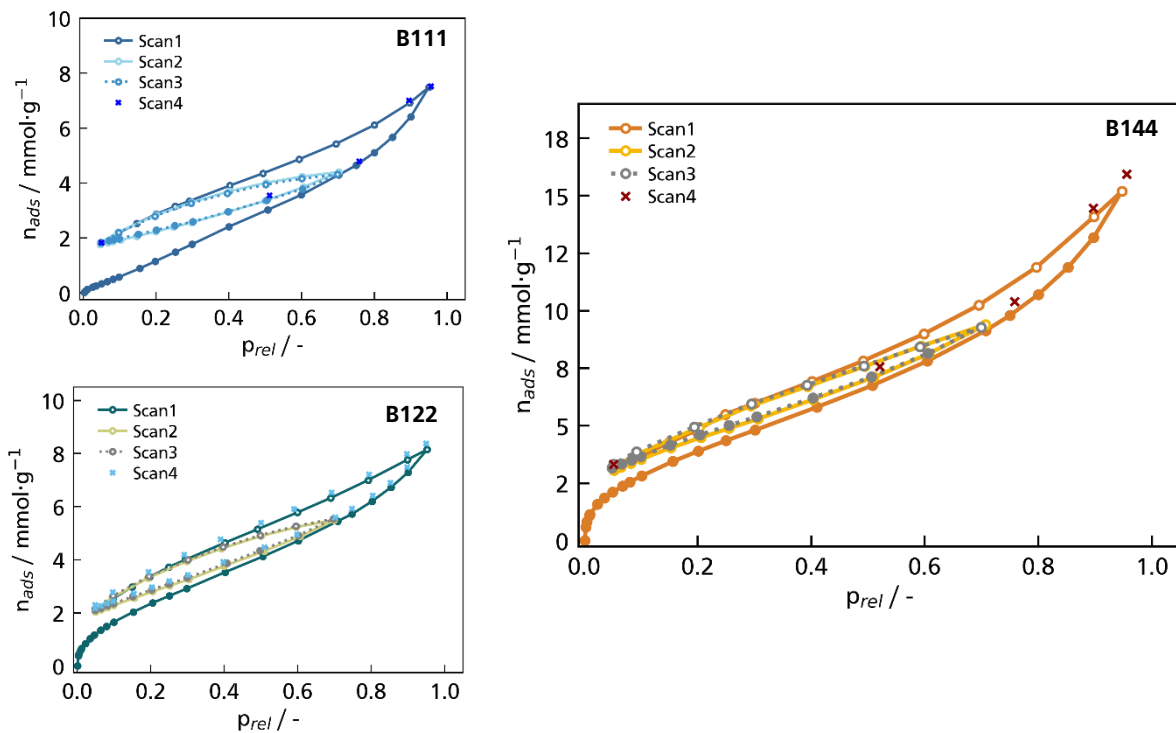 B111
Scan1
Scan2
Scan3
Scan4
10
8
6
4
2
0
n_ads / mmol·g⁻¹
0.0 0.2 0.4 0.6 0.8 1.0
p_rel / -
B122
Scan1
Scan2
Scan3
Scan4
10
8
6
4
2
0
n_ads / mmol·g⁻¹
0.0 0.2 0.4 0.6 0.8 1.0
p_rel / -
B144
Scan1
Scan2
Scan3
Scan4
18
15
12
10
8
5
2
0
n_ads / mmol·g⁻¹
0.0 0.2 0.4 0.6 0.8 1.0
p_rel / -